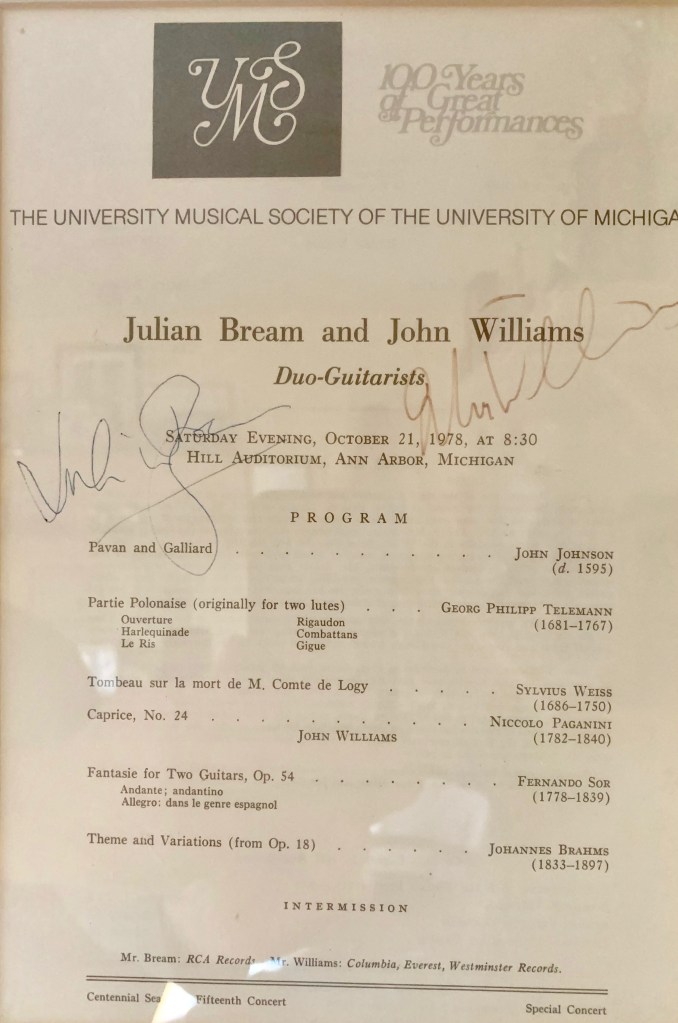 UMS
100 Years
of Great
Performances
THE UNIVERSITY MUSICAL SOCIETY OF THE UNIVERSITY OF MICHIGA
Julian Bream and John Williams
Duo-Guitarists
Julian Bream
John Williams
SATURDAY EVENING, OCTOBER 21, 1978, AT 8:30
HILL AUDITORIUM, ANN ARBOR, MICHIGAN
PROGRAM
Pavan and Galliard . . . . . . . . . . . JOHN JOHNSON
(d. 1595)
Partie Polonaise (originally for two lutes) . . . GEORG PHILIPP TELEMANN
Ouverture Rigaudon (1681–1767)
Harlequinade Combattans
Le Ris Gigue
Tombeau sur la mort de M. Comte de Logy . . . . . SYLVIUS WEISS
(1686–1750)
Caprice, No. 24 . . . . . . . . . . . NICCOLO PAGANINI
JOHN WILLIAMS (1782–1840)
Fantasie for Two Guitars, Op. 54 . . . . . . . . FERNANDO SOR
Andante; andantino (1778–1839)
Allegro: dans le genre espagnol
Theme and Variations (from Op. 18) . . . . . . JOHANNES BRAHMS
(1833–1897)
INTERMISSION
Mr. Bream: RCA Records Mr. Williams: Columbia, Everest, Westminster Records.
Centennial Sea Fifteenth Concert Special Concert